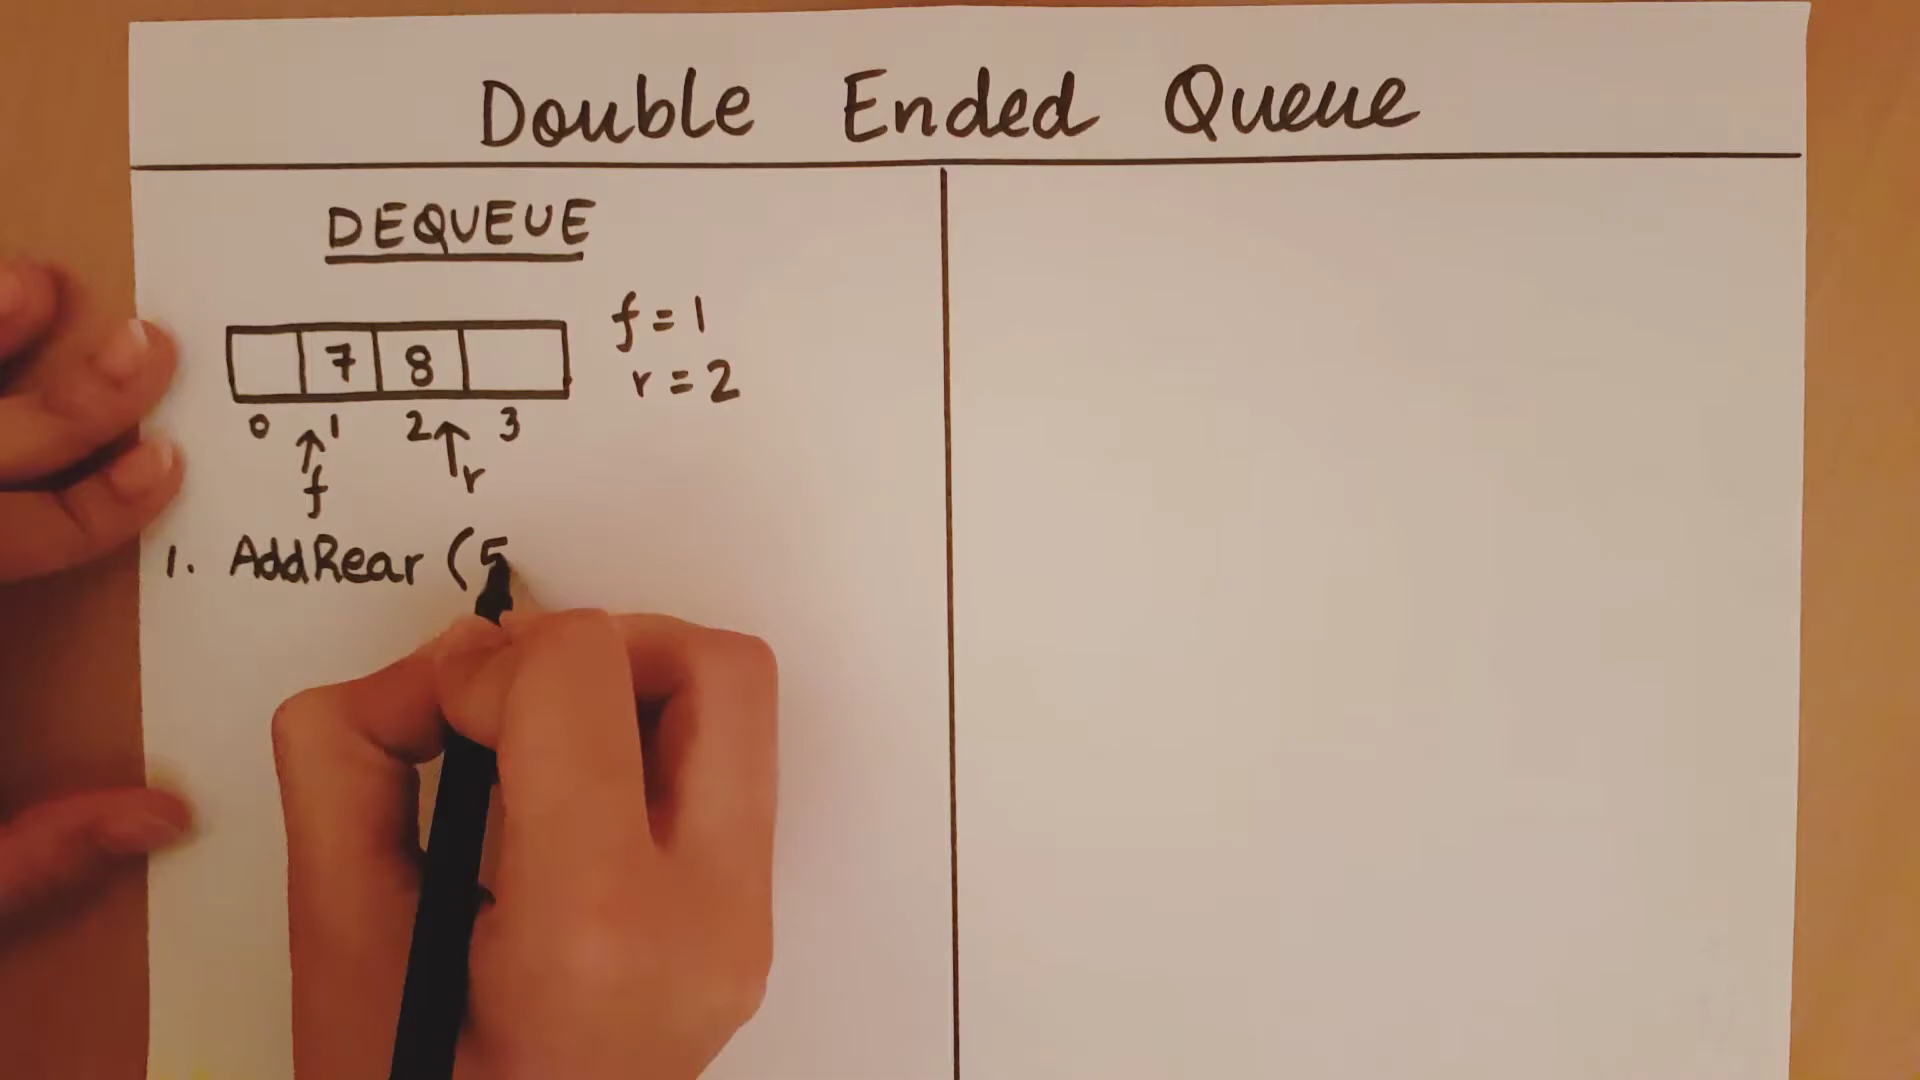 Double Ended Queue
DEQUEUE
7 8
0 1 2 3
f r
f = 1
r = 2
1. AddRear (5